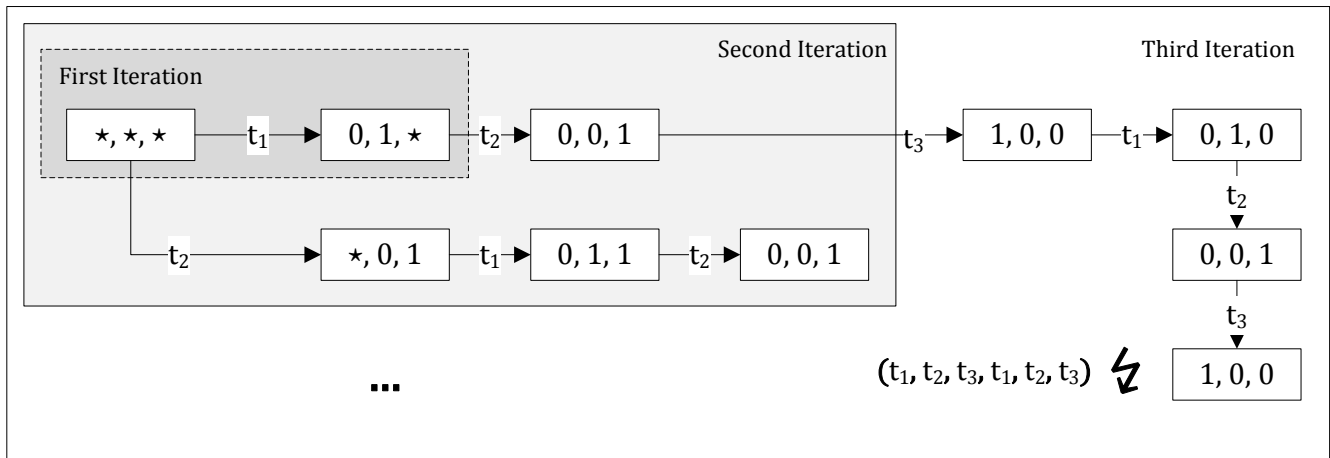 Second Iteration
Third Iteration
First Iteration
⋆, ⋆, ⋆
t₁
0, 1, ⋆
t₂
0, 0, 1
t₃
1, 0, 0
t₁
0, 1, 0
t₂
t₂
⋆, 0, 1
t₁
0, 1, 1
t₂
0, 0, 1
0, 0, 1
t₃
...
(t₁, t₂, t₃, t₁, t₂, t₃)
1, 0, 0